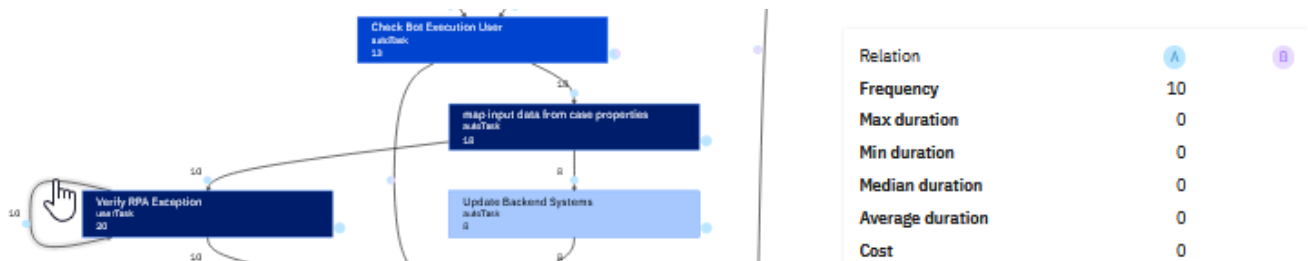 Check Bot Execution User
autoTask
13
18
map input data from case properties
autoTask
18
10
8
Verify RPA Exception
userTask
20
Update Backend Systems
autoTask
8
10
10
8
Relation A B
Frequency 10
Max duration 0
Min duration 0
Median duration 0
Average duration 0
Cost 0